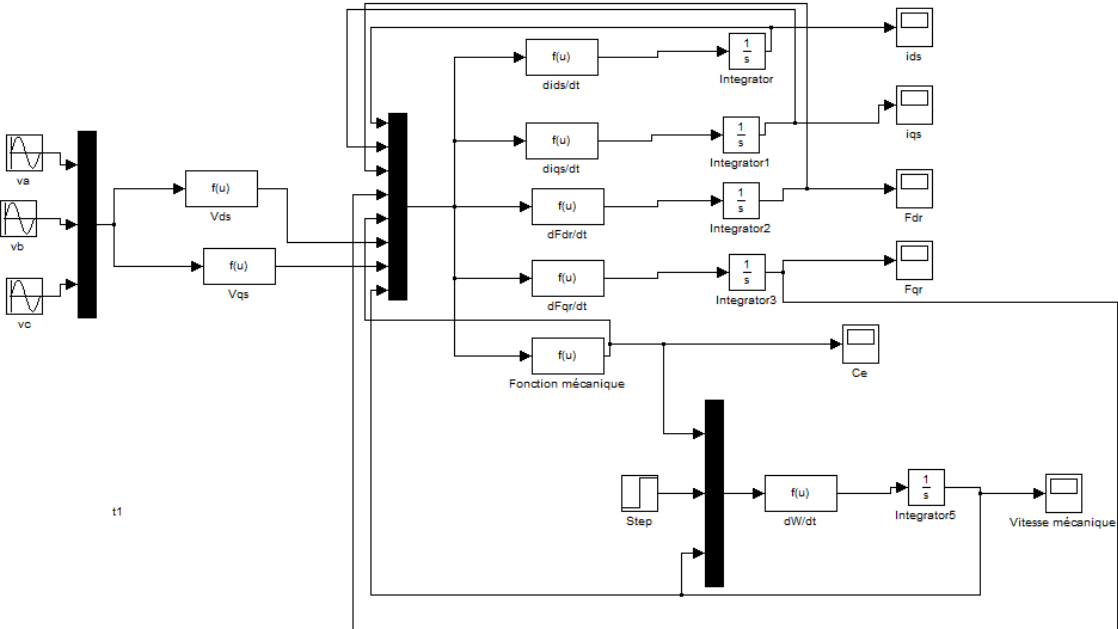 va
vb
vc
f(u)
Vds
f(u)
Vqs
f(u)
dids/dt
1
s
Integrator
ids
f(u)
diqs/dt
1
s
Integrator1
iqs
f(u)
dFdr/dt
1
s
Integrator2
Fdr
f(u)
dFqr/dt
1
s
Integrator3
Fqr
f(u)
Fonction mécanique
Ce
Step
f(u)
dW/dt
1
s
Integrator5
Vitesse mécanique
t1